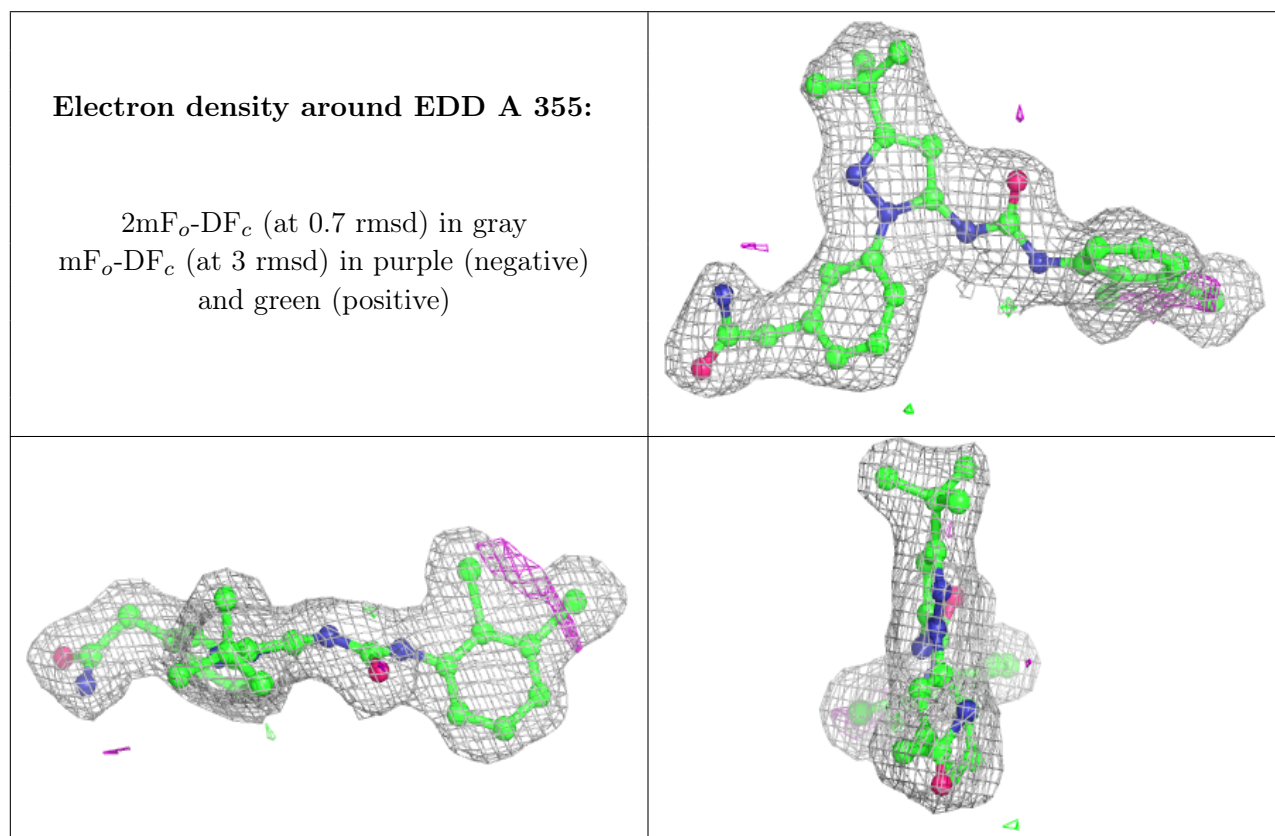 Electron density around EDD A 355:
2mFo-DFc (at 0.7 rmsd) in gray
mFo-DFc (at 3 rmsd) in purple (negative)
and green (positive)